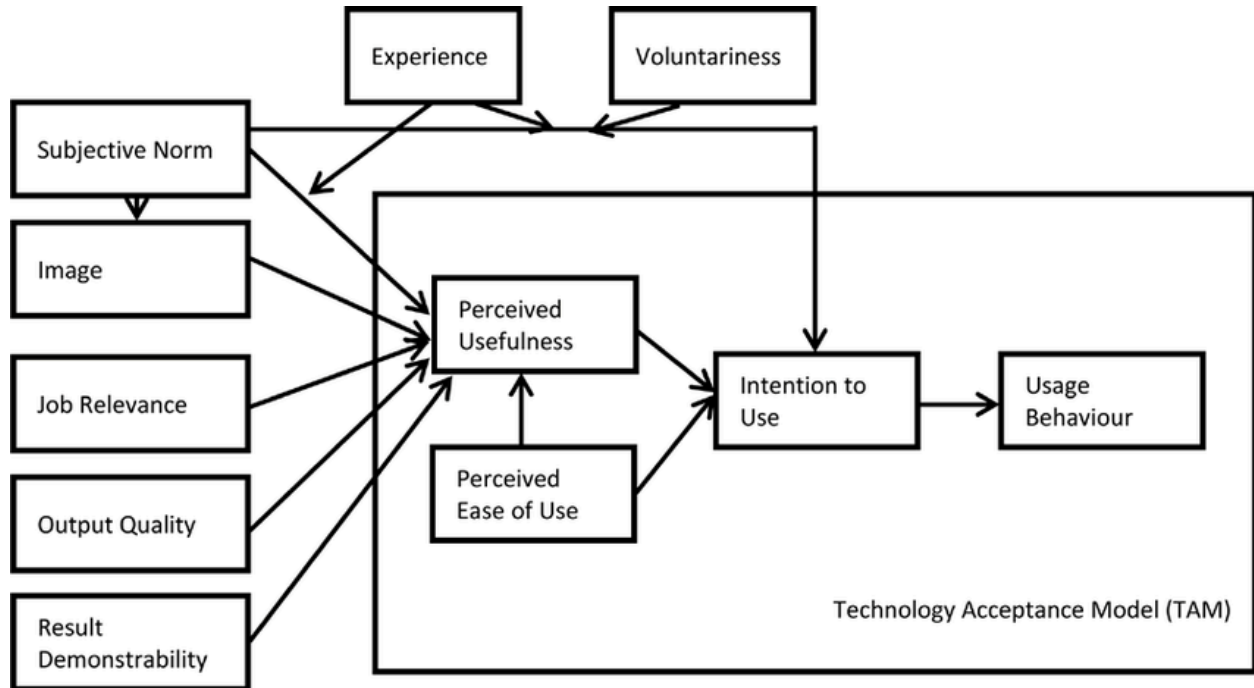 Experience
Voluntariness
Subjective Norm
Image
Perceived
Usefulness
Job Relevance
Intention to
Use
Usage
Behaviour
Perceived
Ease of Use
Output Quality
Result
Demonstrability
Technology Acceptance Model (TAM)